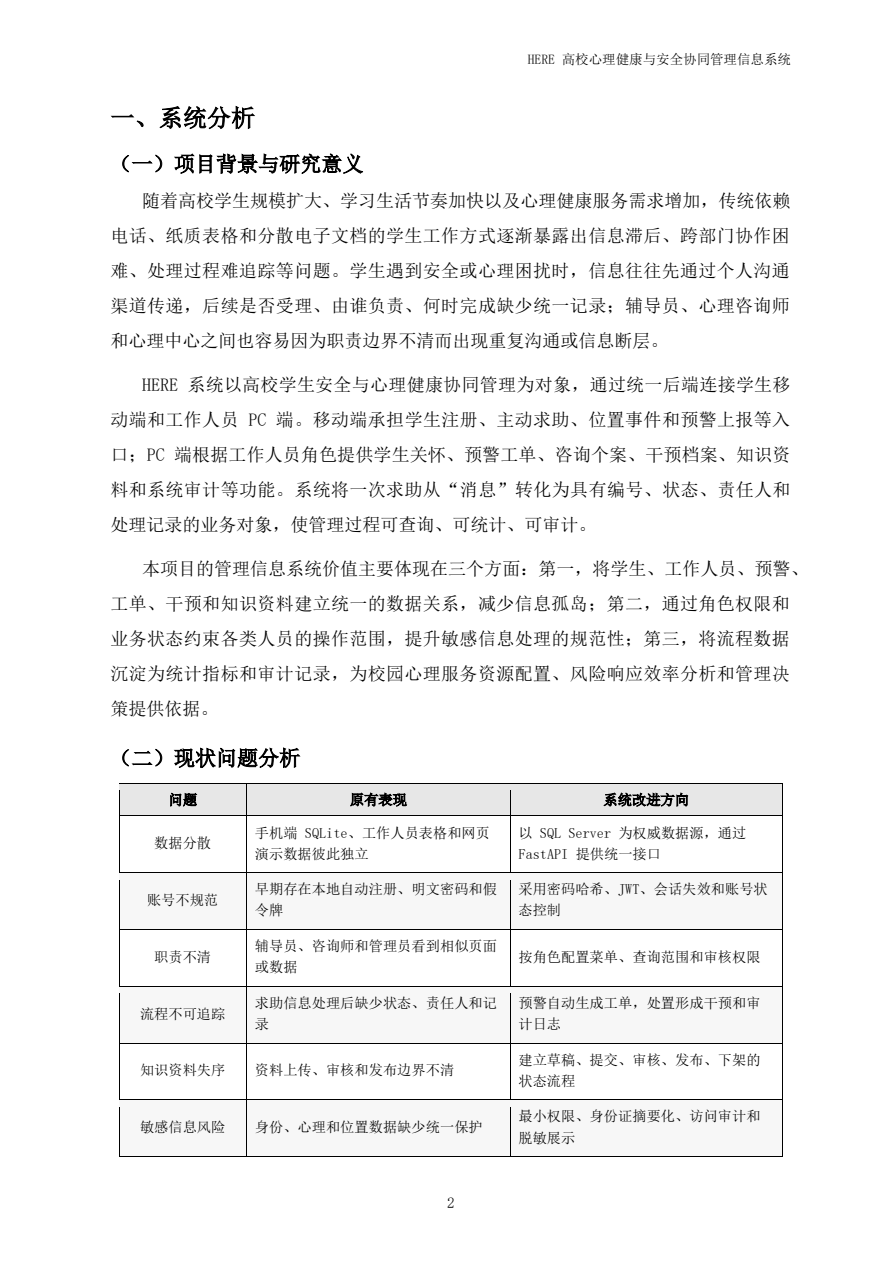 HERE 高校心理健康与安全协同管理信息系统
一、系统分析
（一）项目背景与研究意义
随着高校学生规模扩大、学习生活节奏加快以及心理健康服务需求增加，传统依赖
电话、纸质表格和分散电子文档的学生工作方式逐渐暴露出信息滞后、跨部门协作困
难、处理过程难追踪等问题。学生遇到安全或心理困扰时，信息往往先通过个人沟通
渠道传递，后续是否受理、由谁负责、何时完成缺少统一记录；辅导员、心理咨询师
和心理中心之间也容易因为职责边界不清而出现重复沟通或信息断层。
HERE 系统以高校学生安全与心理健康协同管理为对象，通过统一后端连接学生移
动端和工作人员 PC 端。移动端承担学生注册、主动求助、位置事件和预警上报等入
口；PC 端根据工作人员角色提供学生关怀、预警工单、咨询个案、干预档案、知识资
料和系统审计等功能。系统将一次求助从“消息”转化为具有编号、状态、责任人和
处理记录的业务对象，使管理过程可查询、可统计、可审计。
本项目的管理信息系统价值主要体现在三个方面：第一，将学生、工作人员、预警、
工单、干预和知识资料建立统一的数据关系，减少信息孤岛；第二，通过角色权限和
业务状态约束各类人员的操作范围，提升敏感信息处理的规范性；第三，将流程数据
沉淀为统计指标和审计记录，为校园心理服务资源配置、风险响应效率分析和管理决
策提供依据。
（二）现状问题分析
问题 原有表现 系统改进方向
数据分散 手机端 SQLite、工作人员表格和网页
演示数据彼此独立 以 SQL Server 为权威数据源，通过
FastAPI 提供统一接口
账号不规范 早期存在本地自动注册、明文密码和假
令牌 采用密码哈希、JWT、会话失效和账号状
态控制
职责不清 辅导员、咨询师和管理员看到相似页面
或数据 按角色配置菜单、查询范围和审核权限
流程不可追踪 求助信息处理后缺少状态、责任人和记
录 预警自动生成工单，处置形成干预和审
计日志
知识资料失序 资料上传、审核和发布边界不清 建立草稿、提交、审核、发布、下架的
状态流程
敏感信息风险 身份、心理和位置数据缺少统一保护 最小权限、身份证摘要化、访问审计和
脱敏展示
2